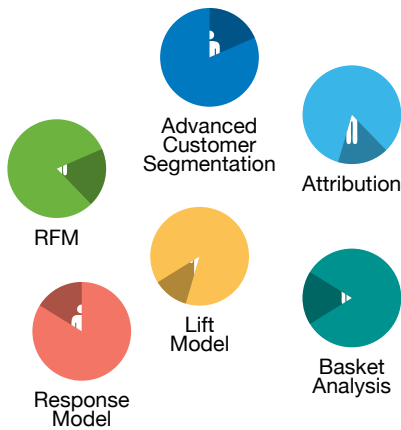 Advanced
Customer
Segmentation
Attribution
RFM
Lift
Model
Basket
Analysis
Response
Model